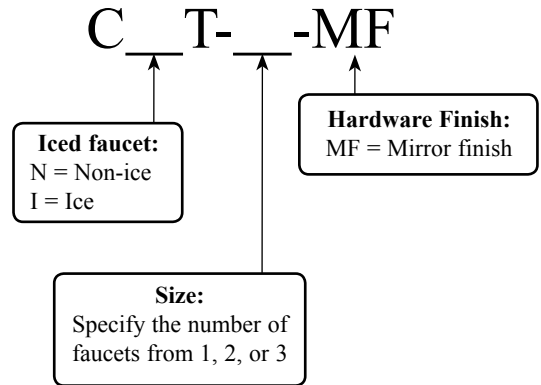 C__T-__-MF
Iced faucet:
N = Non-ice
I = Ice
Hardware Finish:
MF = Mirror finish
Size:
Specify the number of
faucets from 1, 2, or 3